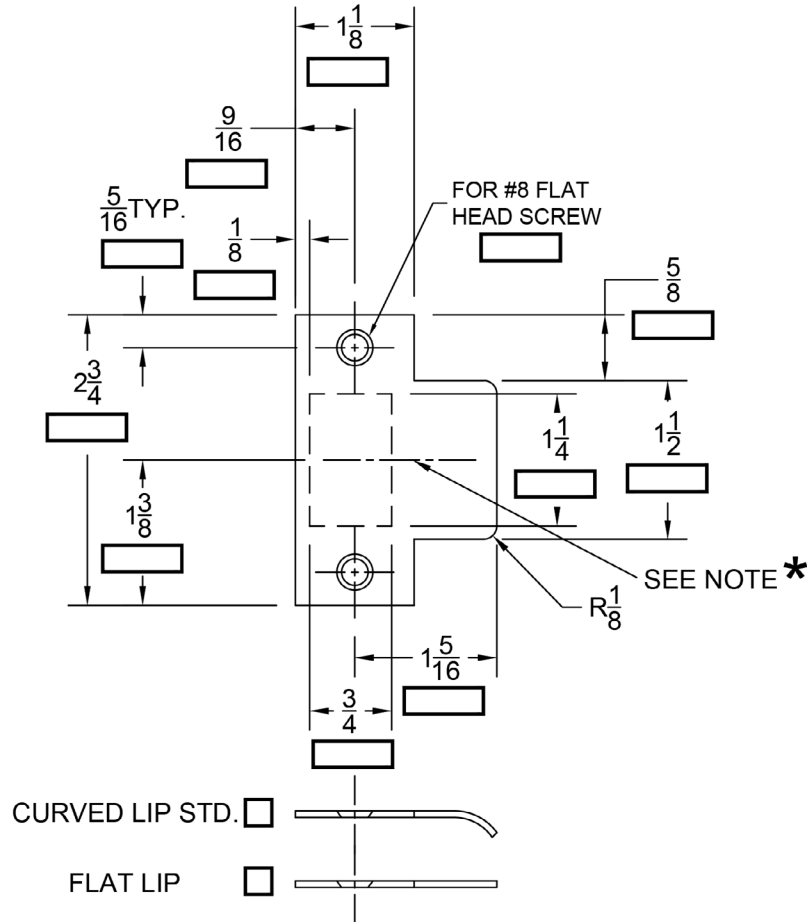 1 1/8
9/16
FOR #8 FLAT
HEAD SCREW
5/16 TYP.
1/8
5/8
2 3/4
1 1/4
1 1/2
1 3/8
SEE NOTE *
R1/8
1 5/16
3/4
CURVED LIP STD.
FLAT LIP